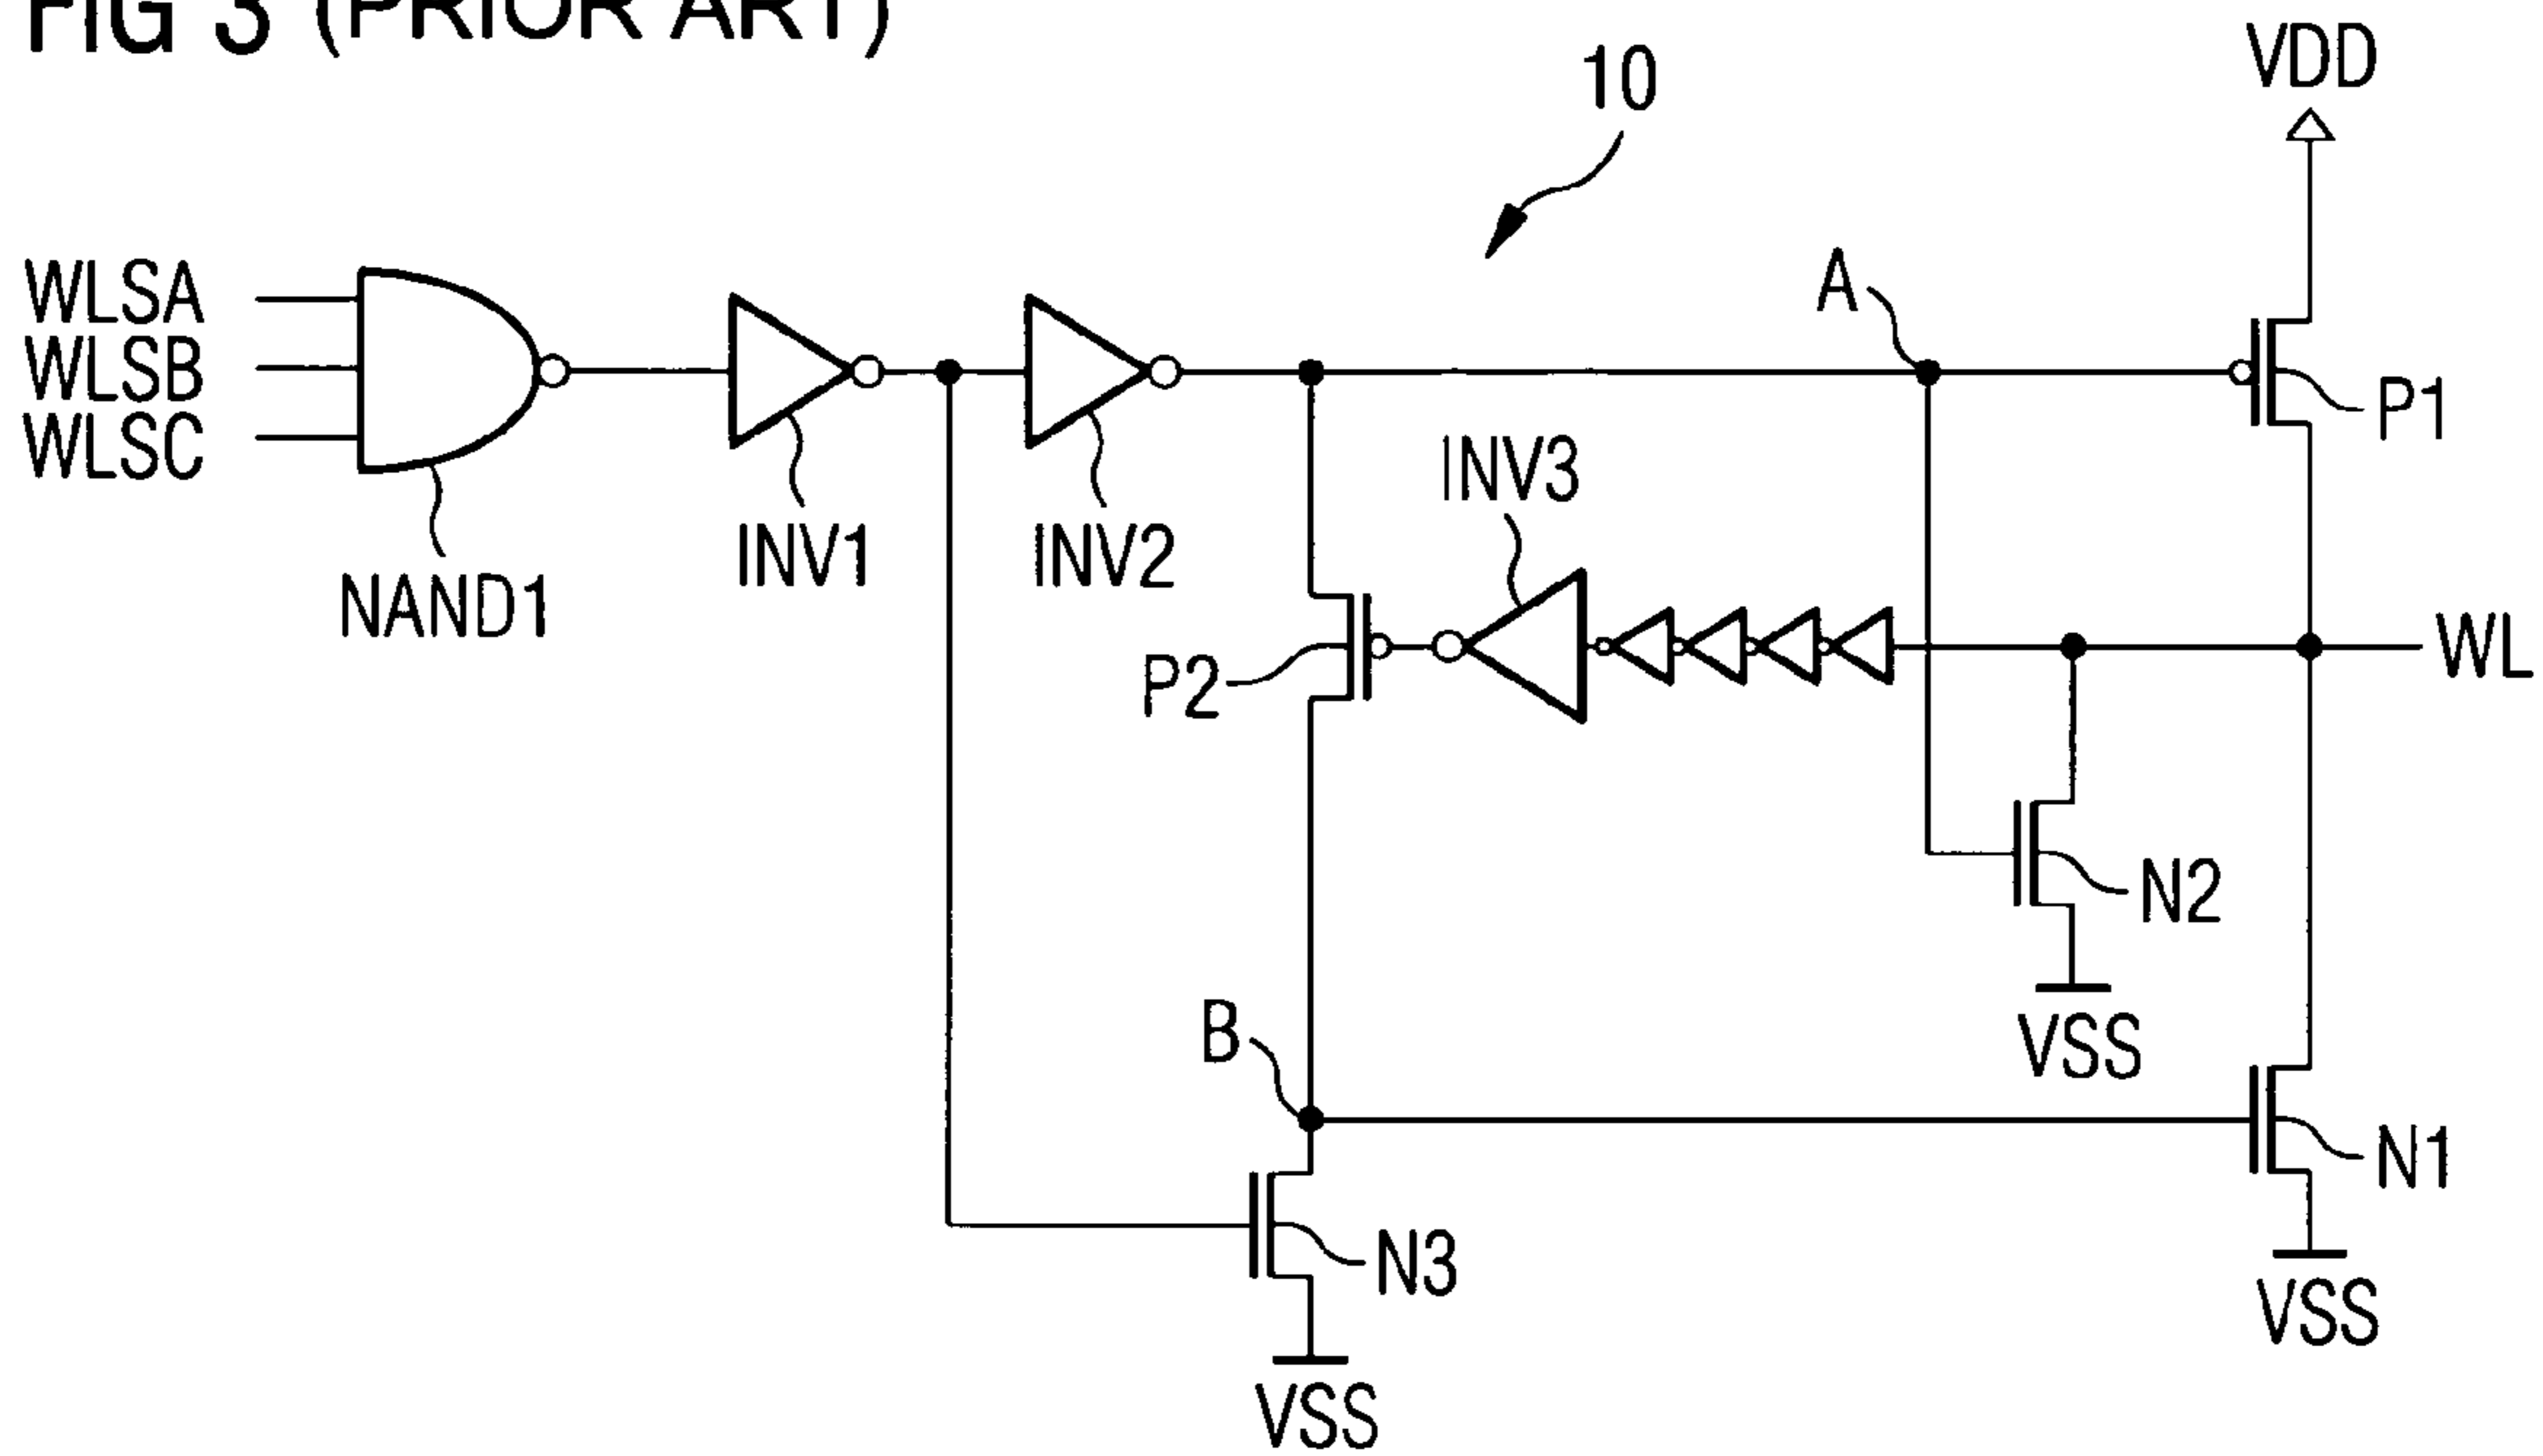 FIG 3 (PRIOR ART)
10
VDD
WLSA
WLSB
WLSC
A
P1
INV3
INV1
INV2
NAND1
P2
WL
N2
VSS
B
N1
N3
VSS
VSS